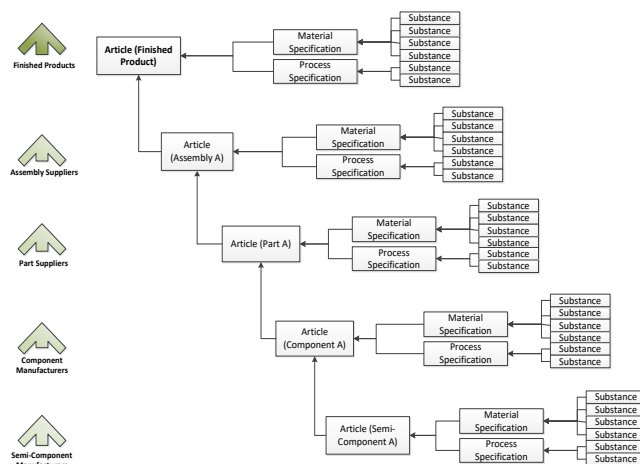 Finished Products
Article (Finished
Product)
Material
Specification
Process
Specification
Substance
Substance
Substance
Substance
Substance
Substance
Assembly Suppliers
Article
(Assembly A)
Material
Specification
Process
Specification
Substance
Substance
Substance
Substance
Substance
Substance
Part Suppliers
Article (Part A)
Material
Specification
Process
Specification
Substance
Substance
Substance
Substance
Substance
Substance
Component
Manufacturers
Article
(Component A)
Material
Specification
Process
Specification
Substance
Substance
Substance
Substance
Substance
Substance
Semi-Component
Manufacturers
Article (Semi-
Component A)
Material
Specification
Process
Specification
Substance
Substance
Substance
Substance
Substance
Substance